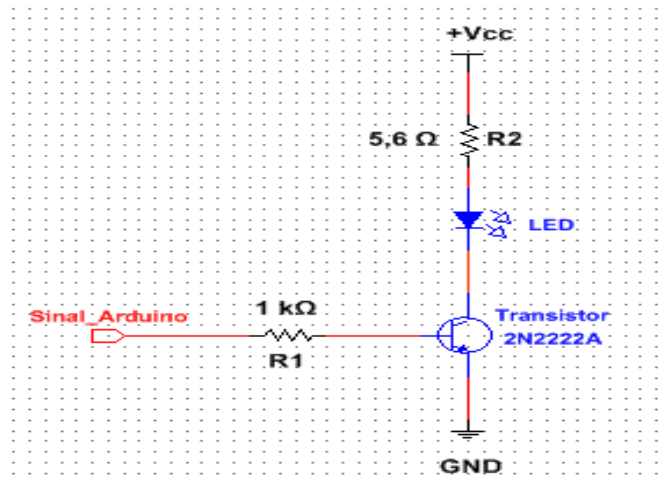 +Vcc
5,6 Ω R2
LED
Sinal_Arduino
1 kΩ
R1
Transistor
2N2222A
GND